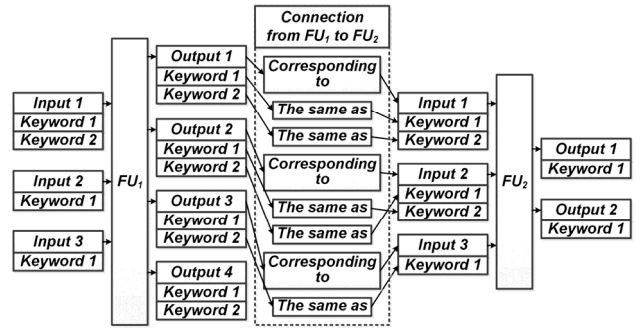 Connection
from FU1 to FU2
Input 1
Keyword 1
Keyword 2
Input 2
Keyword 1
Input 3
Keyword 1
FU1
Output 1
Keyword 1
Keyword 2
Output 2
Keyword 1
Keyword 2
Output 3
Keyword 1
Keyword 2
Output 4
Keyword 1
Keyword 2
Corresponding
to
The same as
The same as
Corresponding
to
The same as
The same as
Corresponding
to
The same as
Input 1
Keyword 1
Keyword 2
Input 2
Keyword 1
Keyword 2
Input 3
Keyword 1
FU2
Output 1
Keyword 1
Output 2
Keyword 1